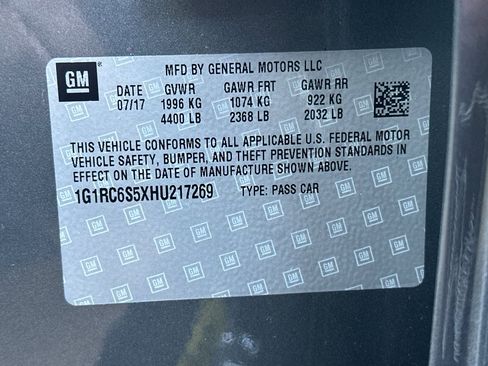 GM
MFD BY GENERAL MOTORS LLC
DATE GVWR GAWR FRT GAWR RR
07/17 1996 KG 1074 KG 922 KG
4400 LB 2368 LB 2032 LB
THIS VEHICLE CONFORMS TO ALL APPLICABLE U.S. FEDERAL MOTOR
VEHICLE SAFETY, BUMPER, AND THEFT PREVENTION STANDARDS IN
EFFECT ON THE DATE OF MANUFACTURE SHOWN ABOVE.
1G1RC6S5XHU217269 TYPE: PASS CAR